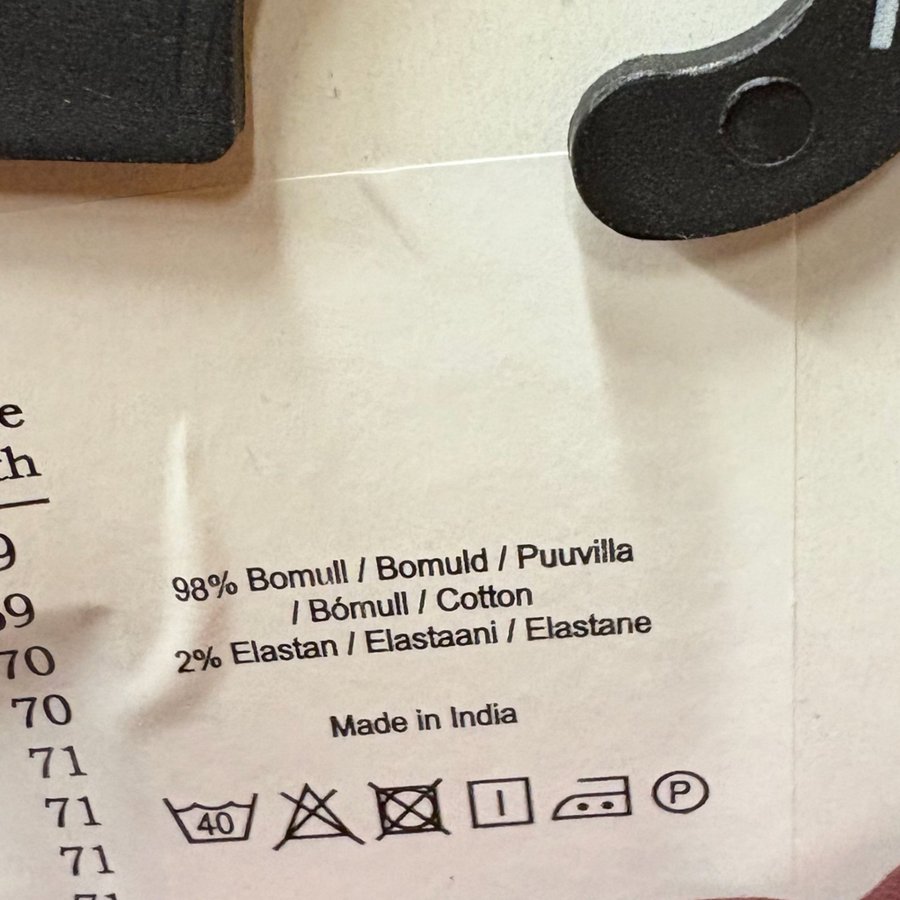 e
th
9
69
70
70
71
71
71
71
98% Bomull / Bomuld / Puuvilla
/ Bómull / Cotton
2% Elastan / Elastaani / Elastane
Made in India
40
P